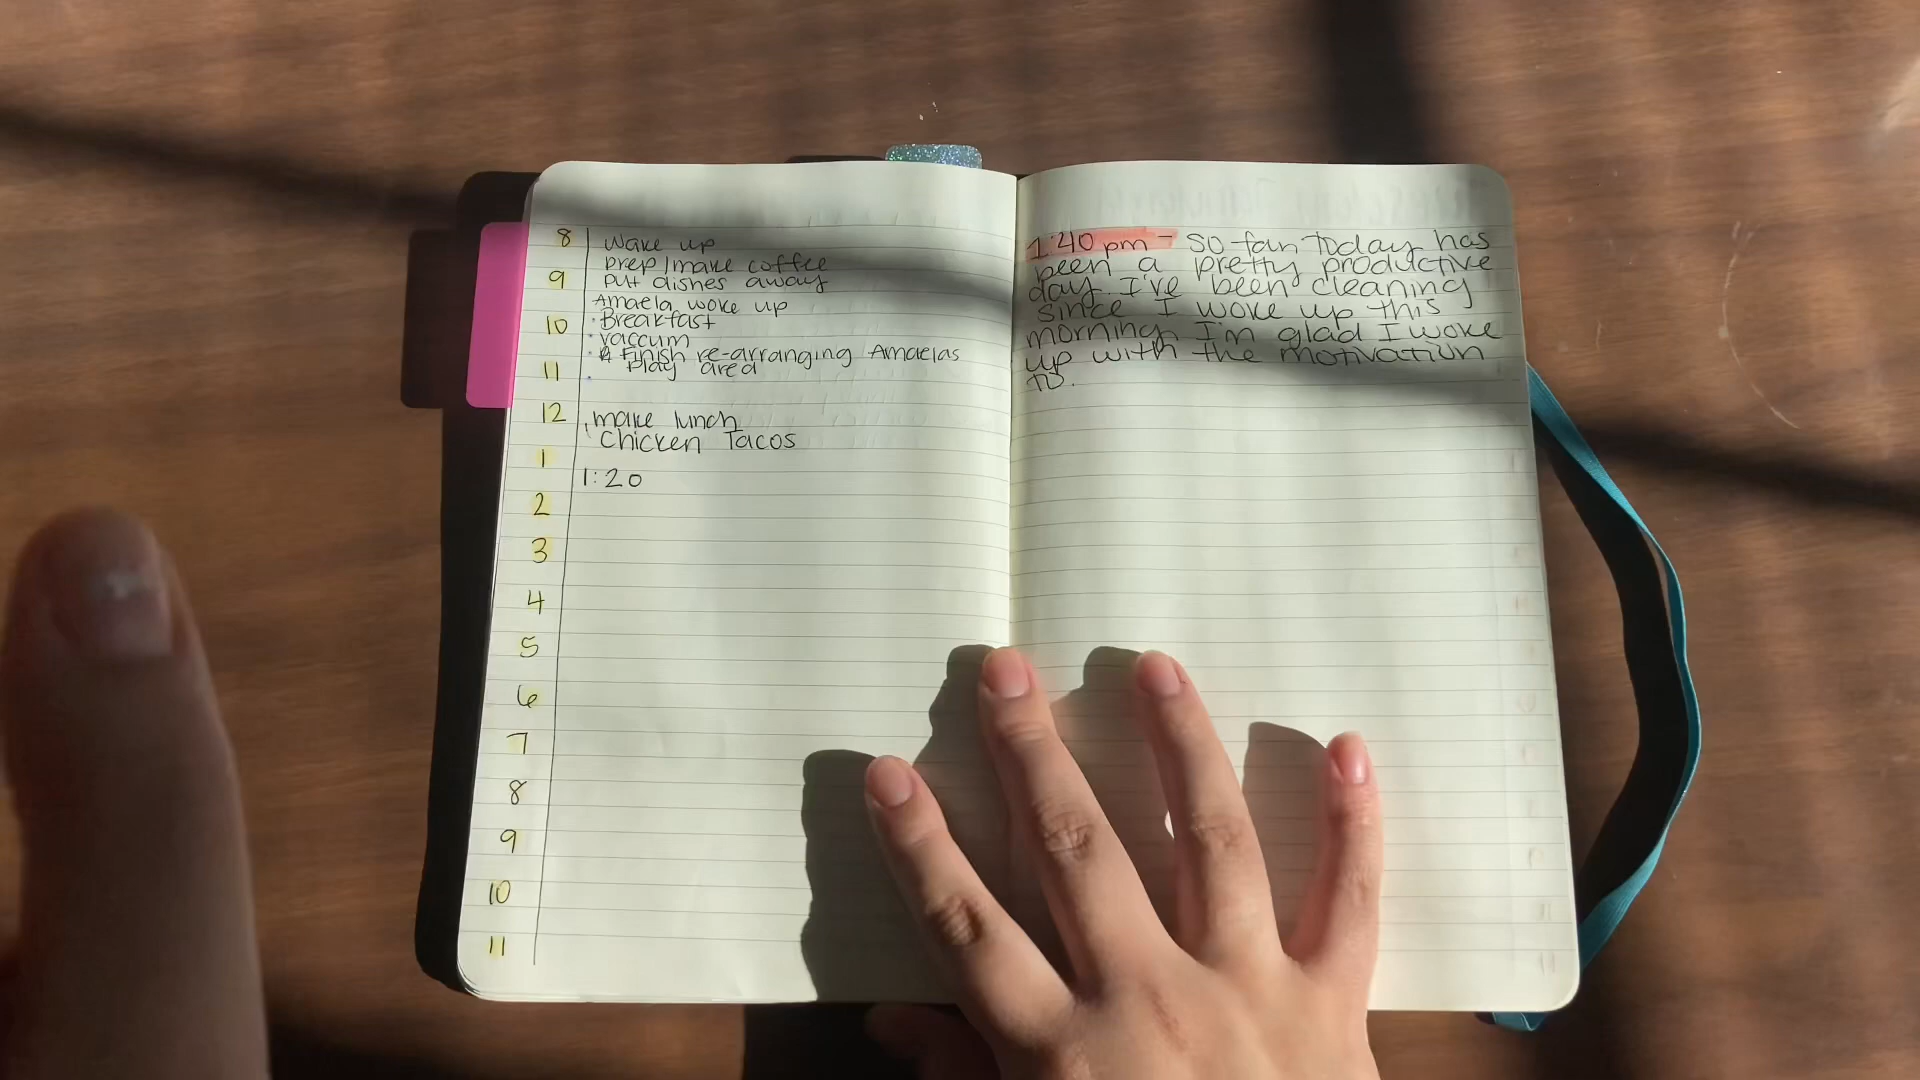 8 wake up
prep/make coffee
9 put dishes away
Amaela woke up
10 · Breakfast
· vaccum
· Finish re-arranging Amaelas
11 play area
12 make lunch
Chicken Tacos
1
1:20
2
3
4
5
6
7
8
9
10
11
1:40 pm - So far today has
been a pretty productive
day. I've been cleaning
since I woke up this
morning. I'm glad I woke
up with the motivation
to.